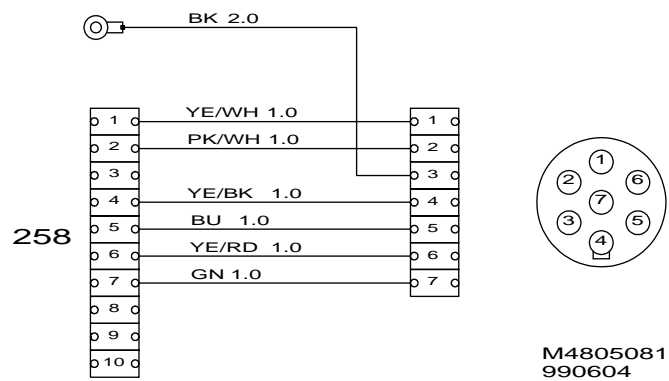 BK 2.0
1 YE/WH 1.0 1
2 PK/WH 1.0 2
3 3
4 YE/BK 1.0 4
258 5 BU 1.0 5
6 YE/RD 1.0 6
7 GN 1.0 7
8
9
10
1
2 6
7
3 5
4
M4805081
990604